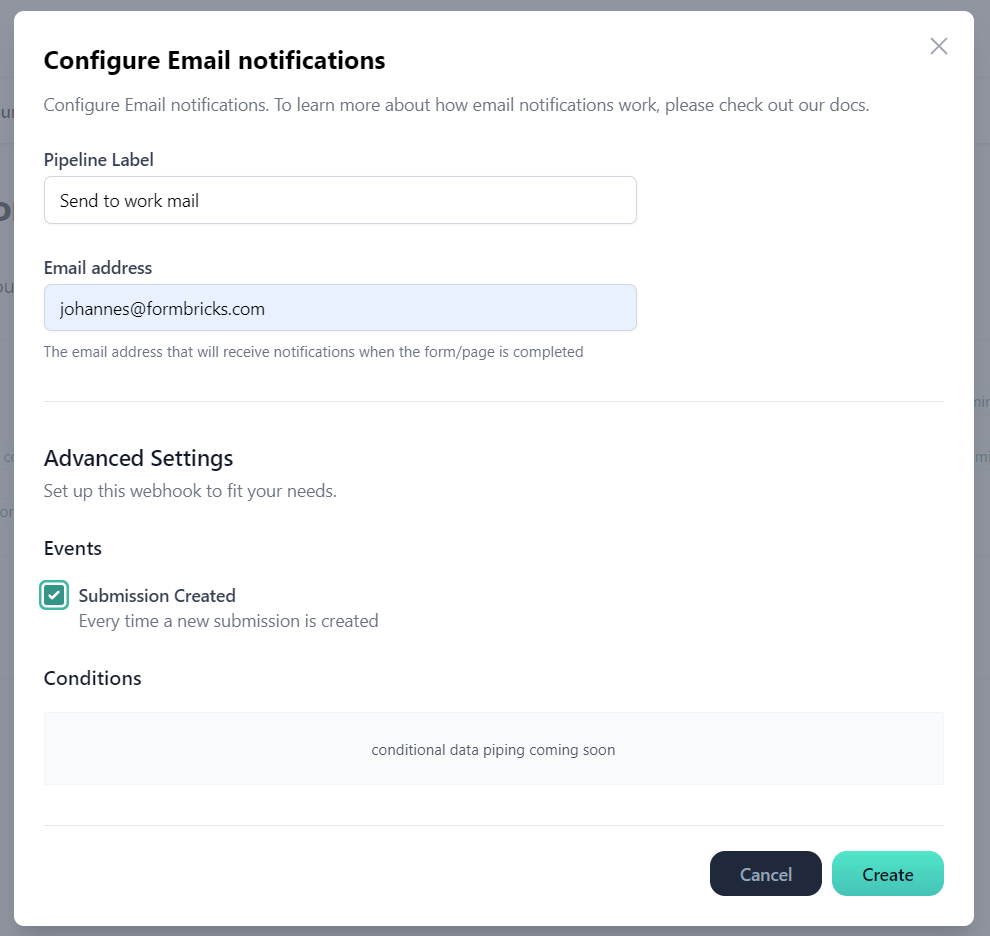 Configure Email notifications
Configure Email notifications. To learn more about how email notifications work, please check out our docs.
Pipeline Label
Send to work mail
Email address
johannes@formbricks.com
The email address that will receive notifications when the form/page is completed
Advanced Settings
Set up this webhook to fit your needs.
Events
Submission Created
Every time a new submission is created
Conditions
conditional data piping coming soon
Cancel
Create